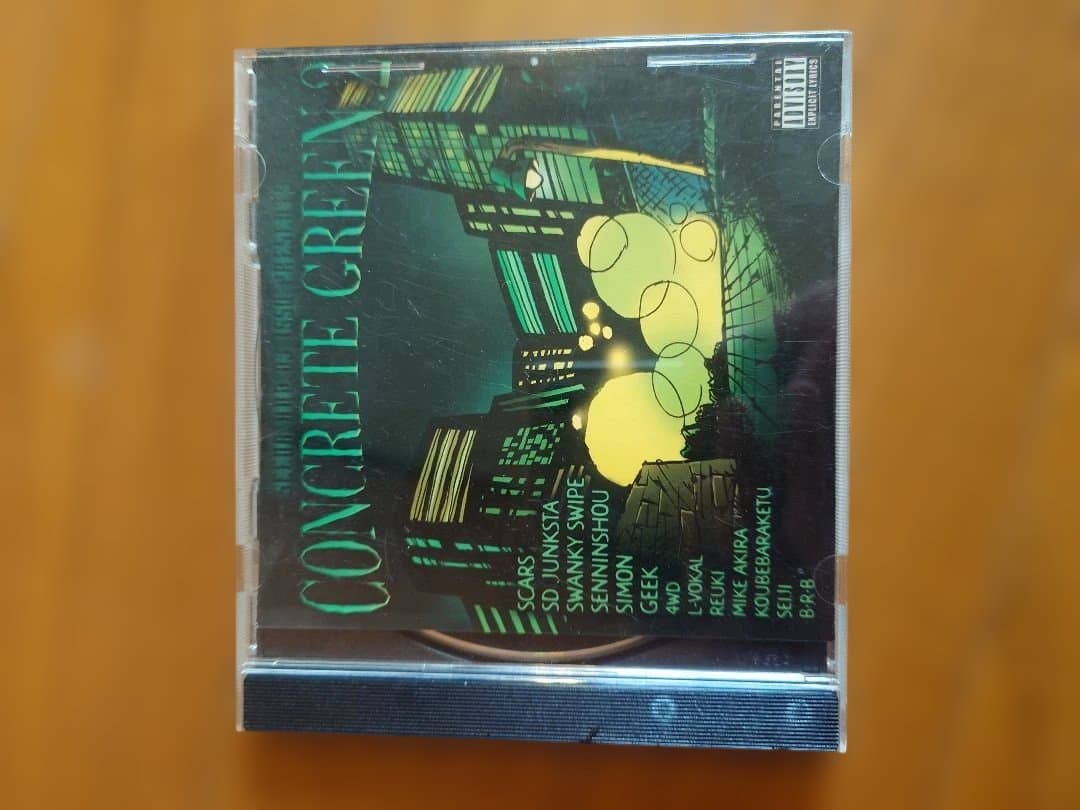 CONCRETE GREEN.2
PARENTAL
ADVISORY
EXPLICIT LYRICS
SCARS
SD JUNKSTA
SWANKY SWIPE
SENNINSHOU
SIMON
GEEK
4WD
L-VOKAL
REUKI
MIKE AKIRA
KOUBEBARAKETU
SEIJI
B.R.B"